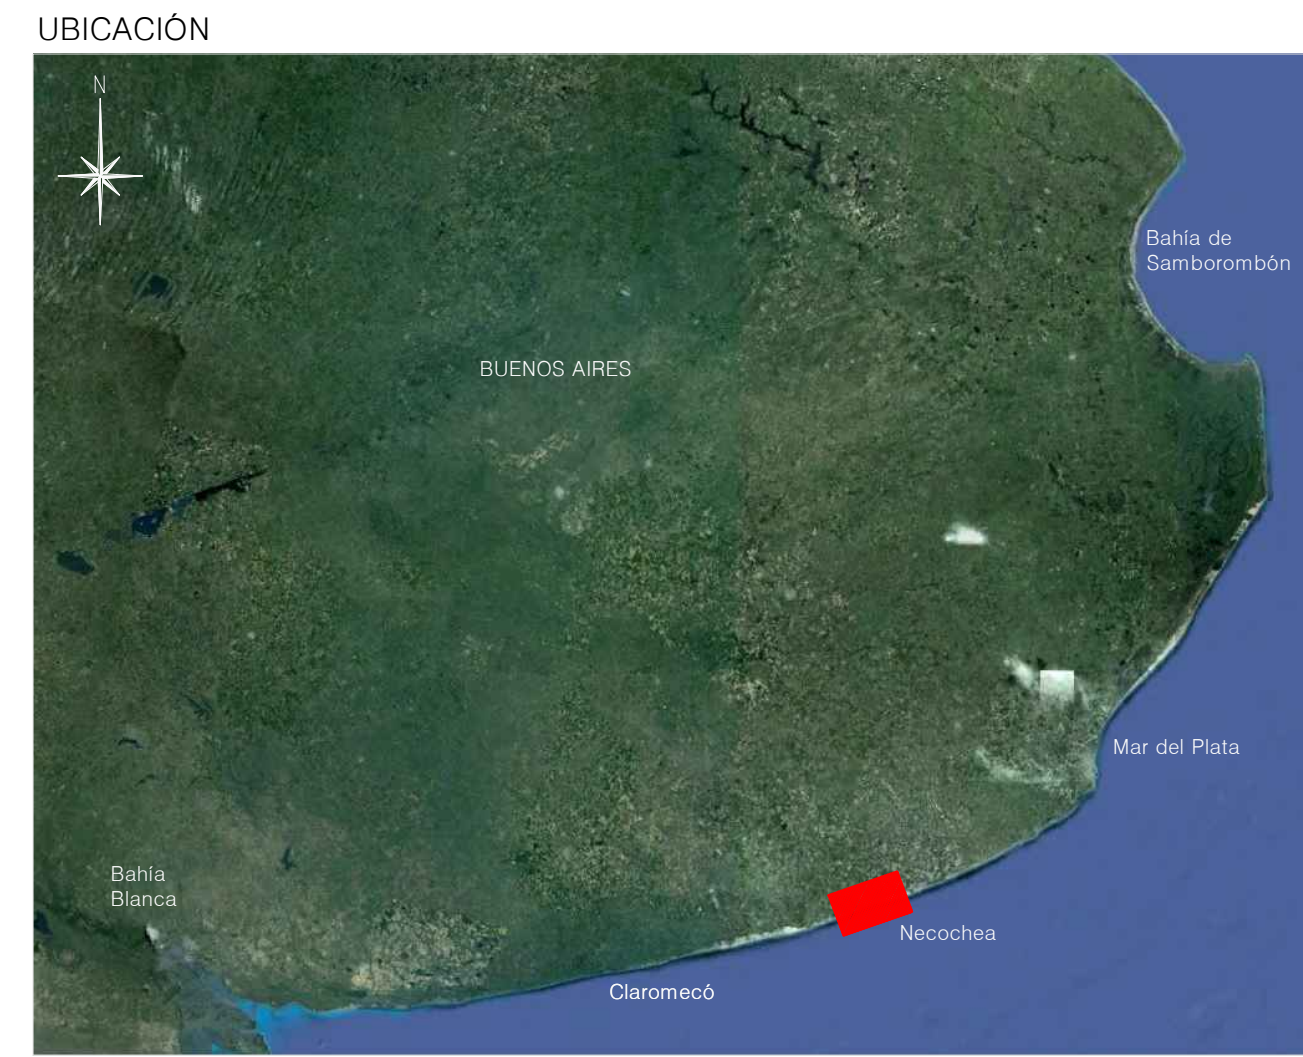 UBICACIÓN
N
Bahía de
Samborombón
BUENOS AIRES
Mar del Plata
Bahía
Blanca
Necochea
Claromecó